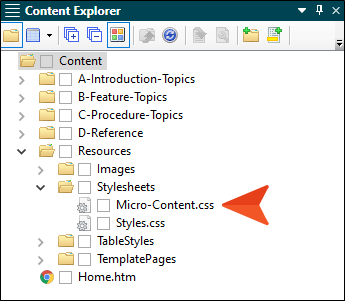 Content Explorer
Content
A-Introduction-Topics
B-Feature-Topics
C-Procedure-Topics
D-Reference
Resources
Images
Stylesheets
Micro-Content.css
Styles.css
TableStyles
TemplatePages
Home.htm